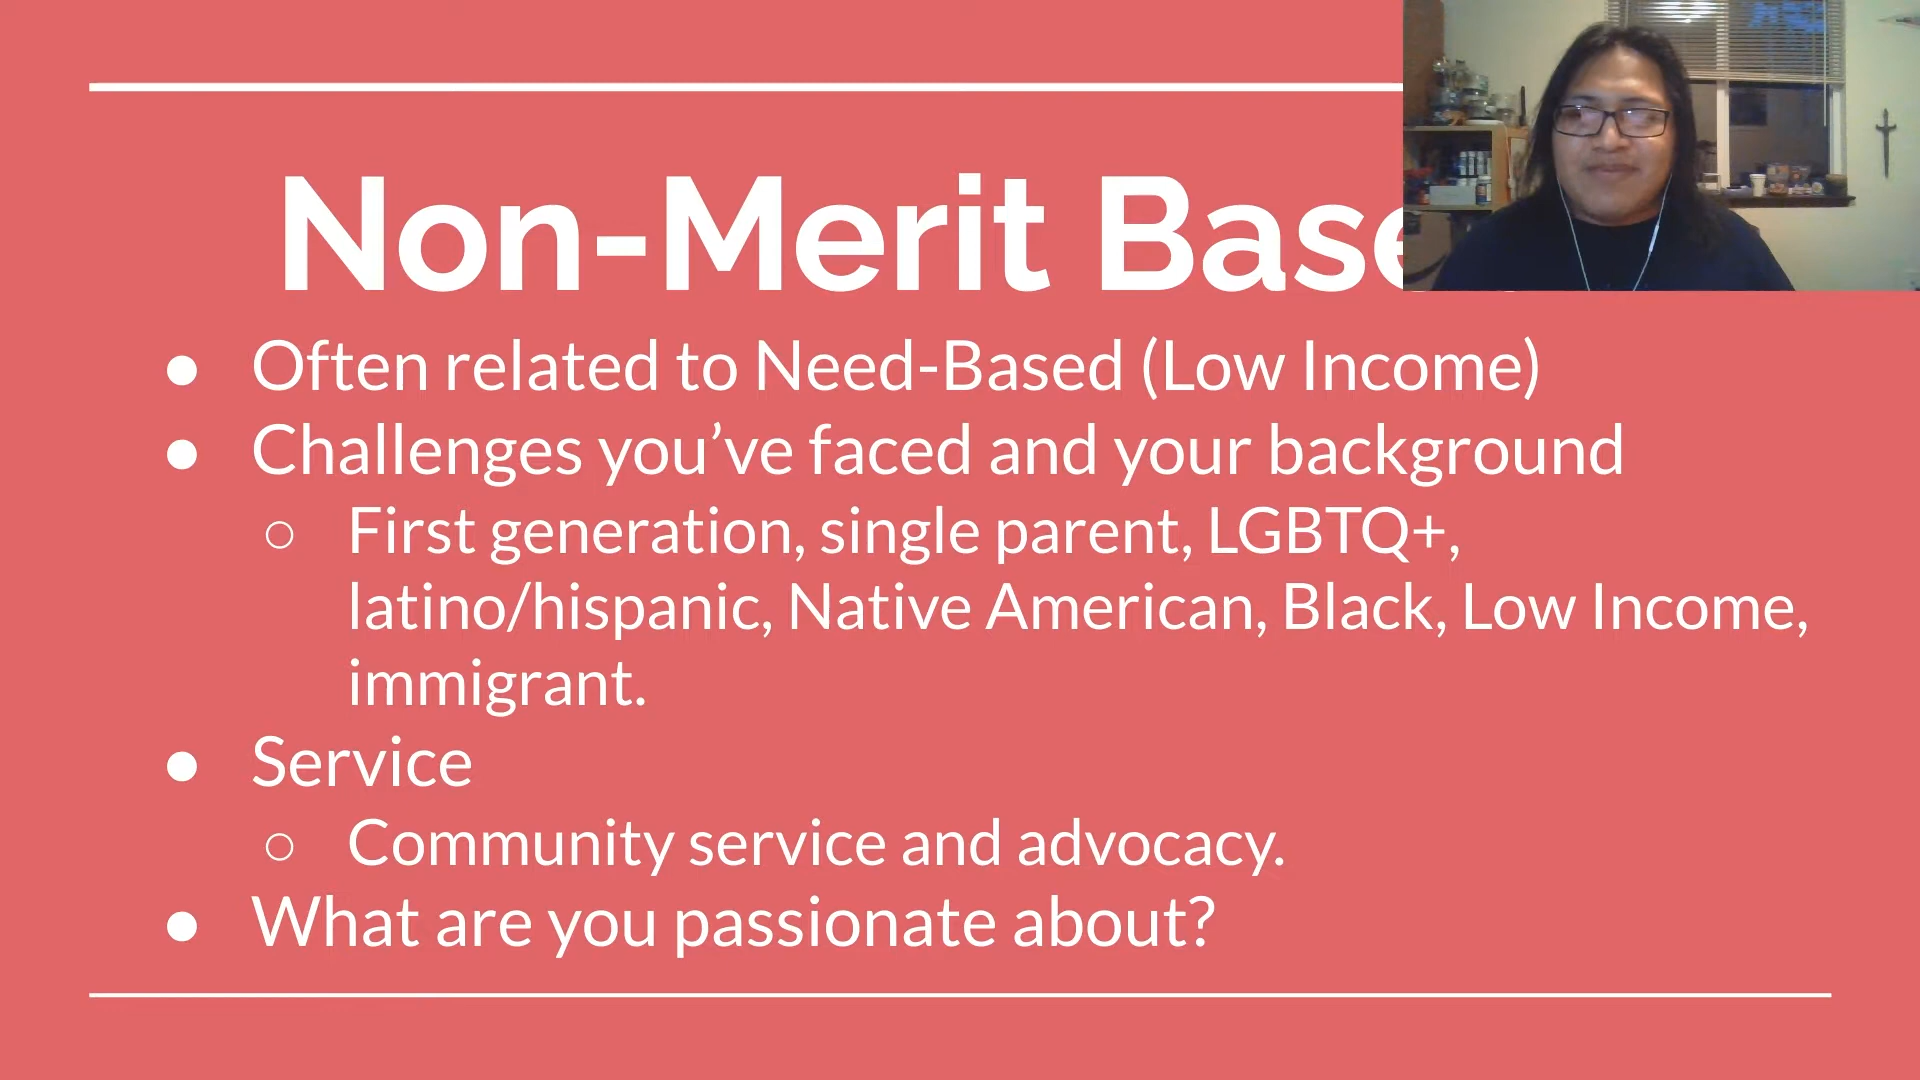 Non-Merit Base
● Often related to Need-Based (Low Income)
● Challenges you’ve faced and your background
○ First generation, single parent, LGBTQ+,
latino/hispanic, Native American, Black, Low Income,
immigrant.
● Service
○ Community service and advocacy.
● What are you passionate about?